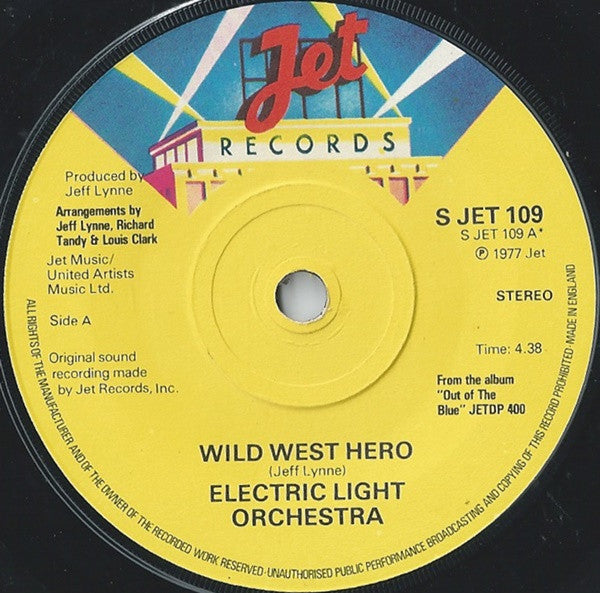 Jet
RECORDS
Produced by
Jeff Lynne
Arrangements by
Jeff Lynne, Richard
Tandy & Louis Clark
Jet Music/
United Artists
Music Ltd.
Side A
Original sound
recording made
by Jet Records, Inc.
S JET 109
S JET 109 A*
℗ 1977 Jet
STEREO
Time: 4.38
From the album
"Out of The
Blue" JETDP 400
WILD WEST HERO
(Jeff Lynne)
ELECTRIC LIGHT
ORCHESTRA
ALL RIGHTS OF THE MANUFACTURER AND OF THE OWNER OF THE RECORDED WORK RESERVED·UNAUTHORISED PUBLIC PERFORMANCE BROADCASTING AND COPYING OF THIS RECORD PROHIBITED·MADE IN ENGLAND